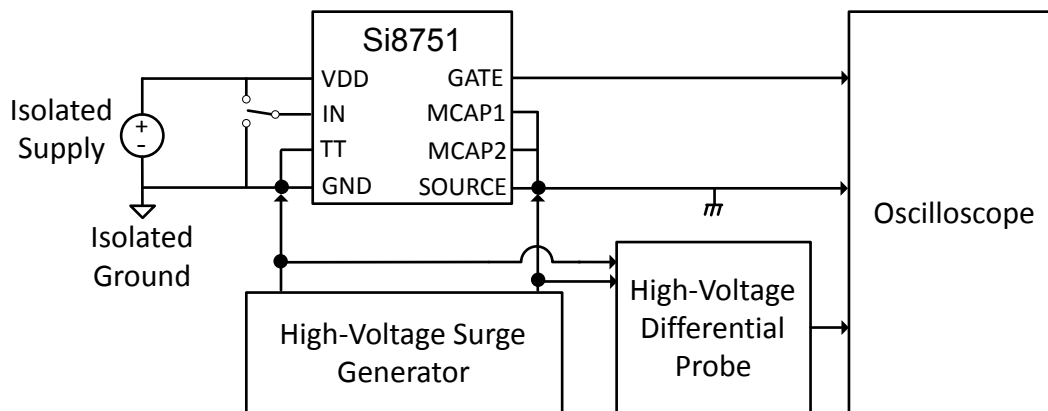 Si8751
VDD
IN
TT
GND
GATE
MCAP1
MCAP2
SOURCE
Isolated
Supply
+
-
Isolated
Ground
High-Voltage Surge
Generator
High-Voltage
Differential
Probe
Oscilloscope